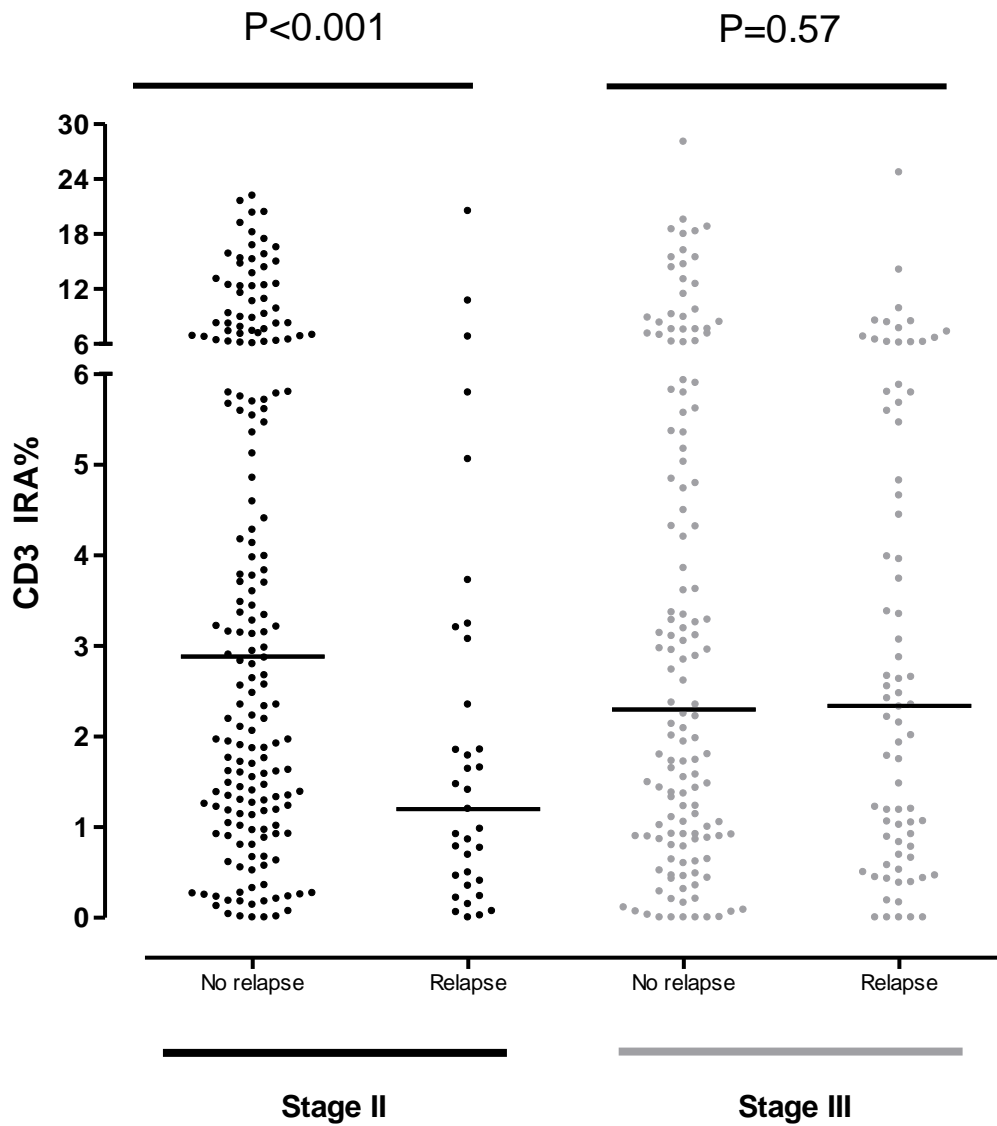 P<0.001
P=0.57
30
24
18
12
6
6
5
4
3
2
1
0
CD3 IRA%
No relapse
Relapse
No relapse
Relapse
Stage II
Stage III